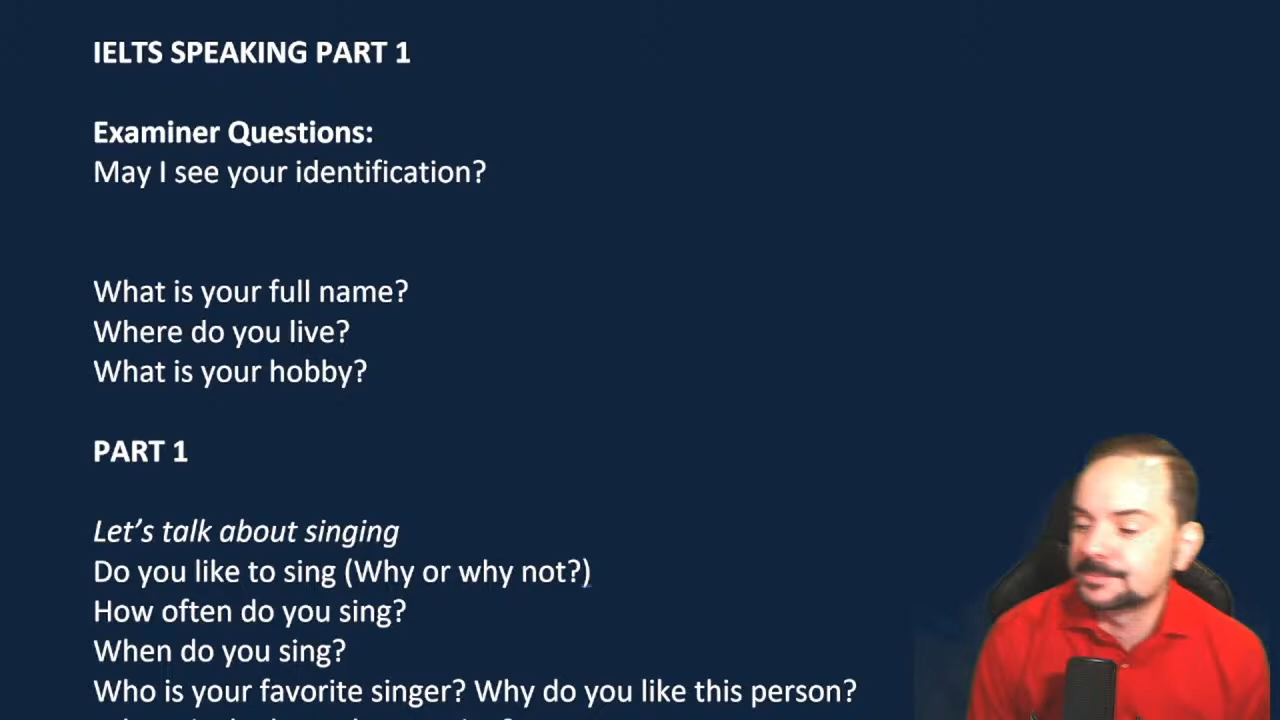 IELTS SPEAKING PART 1
Examiner Questions:
May I see your identification?
What is your full name?
Where do you live?
What is your hobby?
PART 1
Let's talk about singing
Do you like to sing (Why or why not?)
How often do you sing?
When do you sing?
Who is your favorite singer? Why do you like this person?